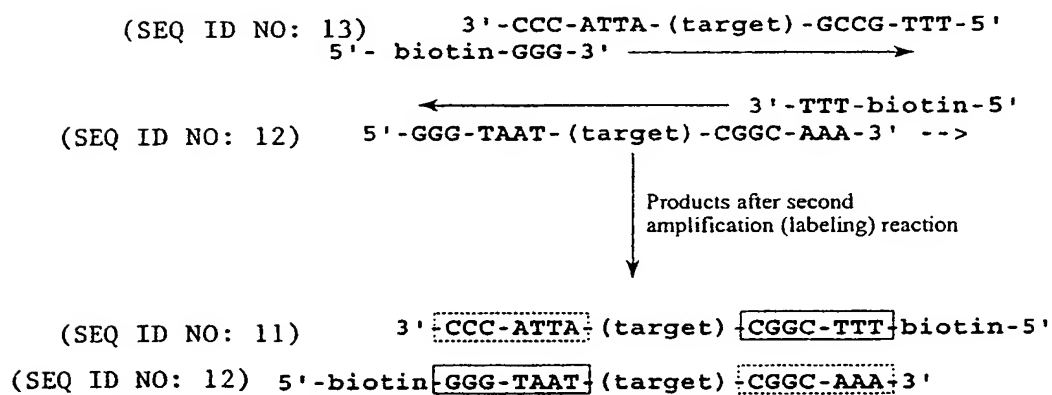 (SEQ ID NO: 13) 3'-CCC-ATTA-(target)-GCCG-TTT-5'
5'- biotin-GGG-3'
3'-TTT-biotin-5'
(SEQ ID NO: 12) 5'-GGG-TAAT-(target)-CGGC-AAA-3' -->
Products after second
amplification (labeling) reaction
(SEQ ID NO: 11) 3'-CCC-ATTA-(target)-CGGC-TTT-biotin-5'
(SEQ ID NO: 12) 5'-biotin-GGG-TAAT-(target)-CGGC-AAA-3'